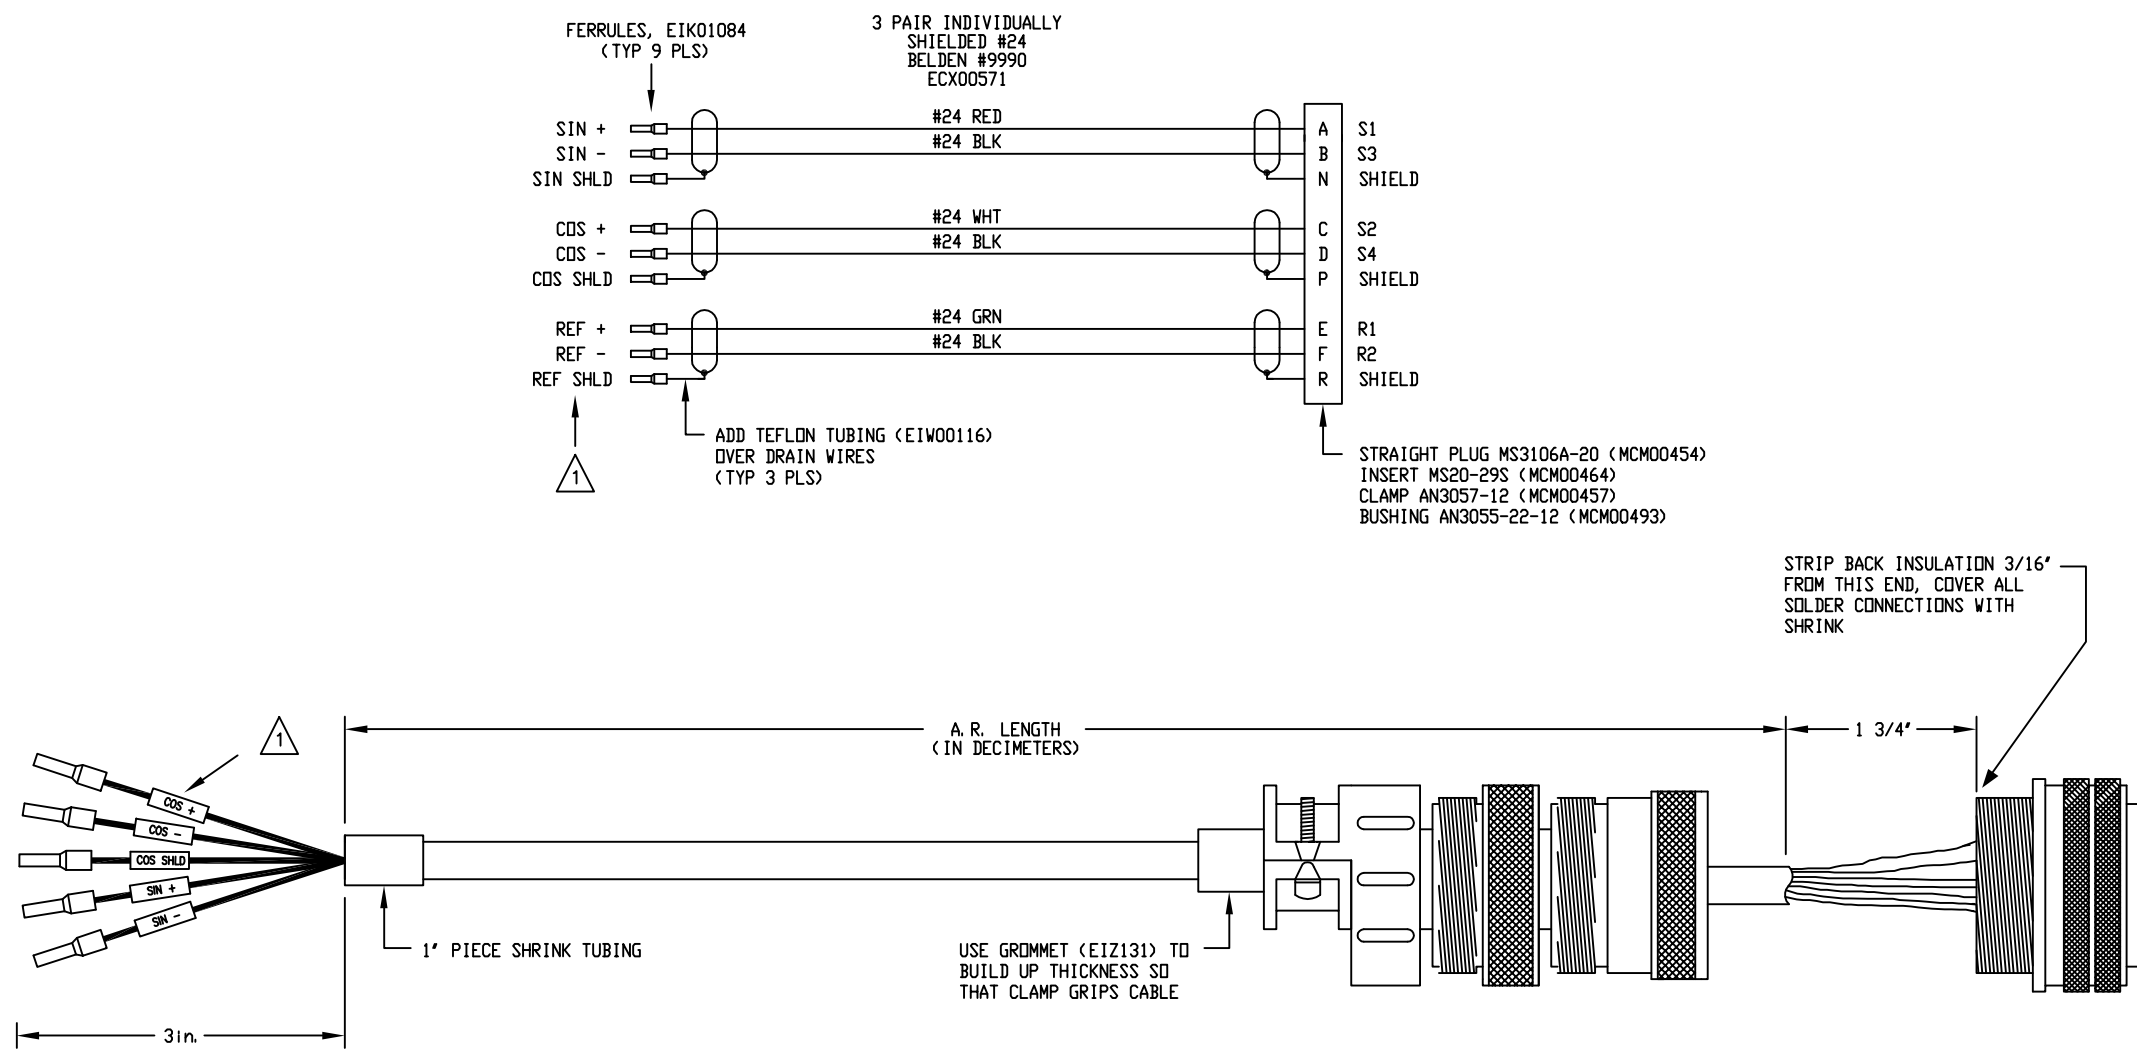 FERRULES, EIK01084
(TYP 9 PLS)
3 PAIR INDIVIDUALLY
SHIELDED #24
BELDEN #9990
ECX00571
SIN + #24 RED A S1
SIN - #24 BLK B S3
SIN SHLD N SHIELD
COS + #24 WHT C S2
COS - #24 BLK D S4
COS SHLD P SHIELD
REF + #24 GRN E R1
REF - #24 BLK F R2
REF SHLD R SHIELD
1
ADD TEFLON TUBING (EIW00116)
OVER DRAIN WIRES
(TYP 3 PLS)
STRAIGHT PLUG MS3106A-20 (MCM00454)
INSERT MS20-29S (MCM00464)
CLAMP AN3057-12 (MCM00457)
BUSHING AN3055-22-12 (MCM00493)
STRIP BACK INSULATION 3/16"
FROM THIS END, COVER ALL
SOLDER CONNECTIONS WITH
SHRINK
1
A.R. LENGTH
(IN DECIMETERS)
1 3/4"
COS +
COS -
COS SHLD
SIN +
SIN -
1" PIECE SHRINK TUBING
USE GROMMET (EIZ131) TO
BUILD UP THICKNESS SO
THAT CLAMP GRIPS CABLE
3in.